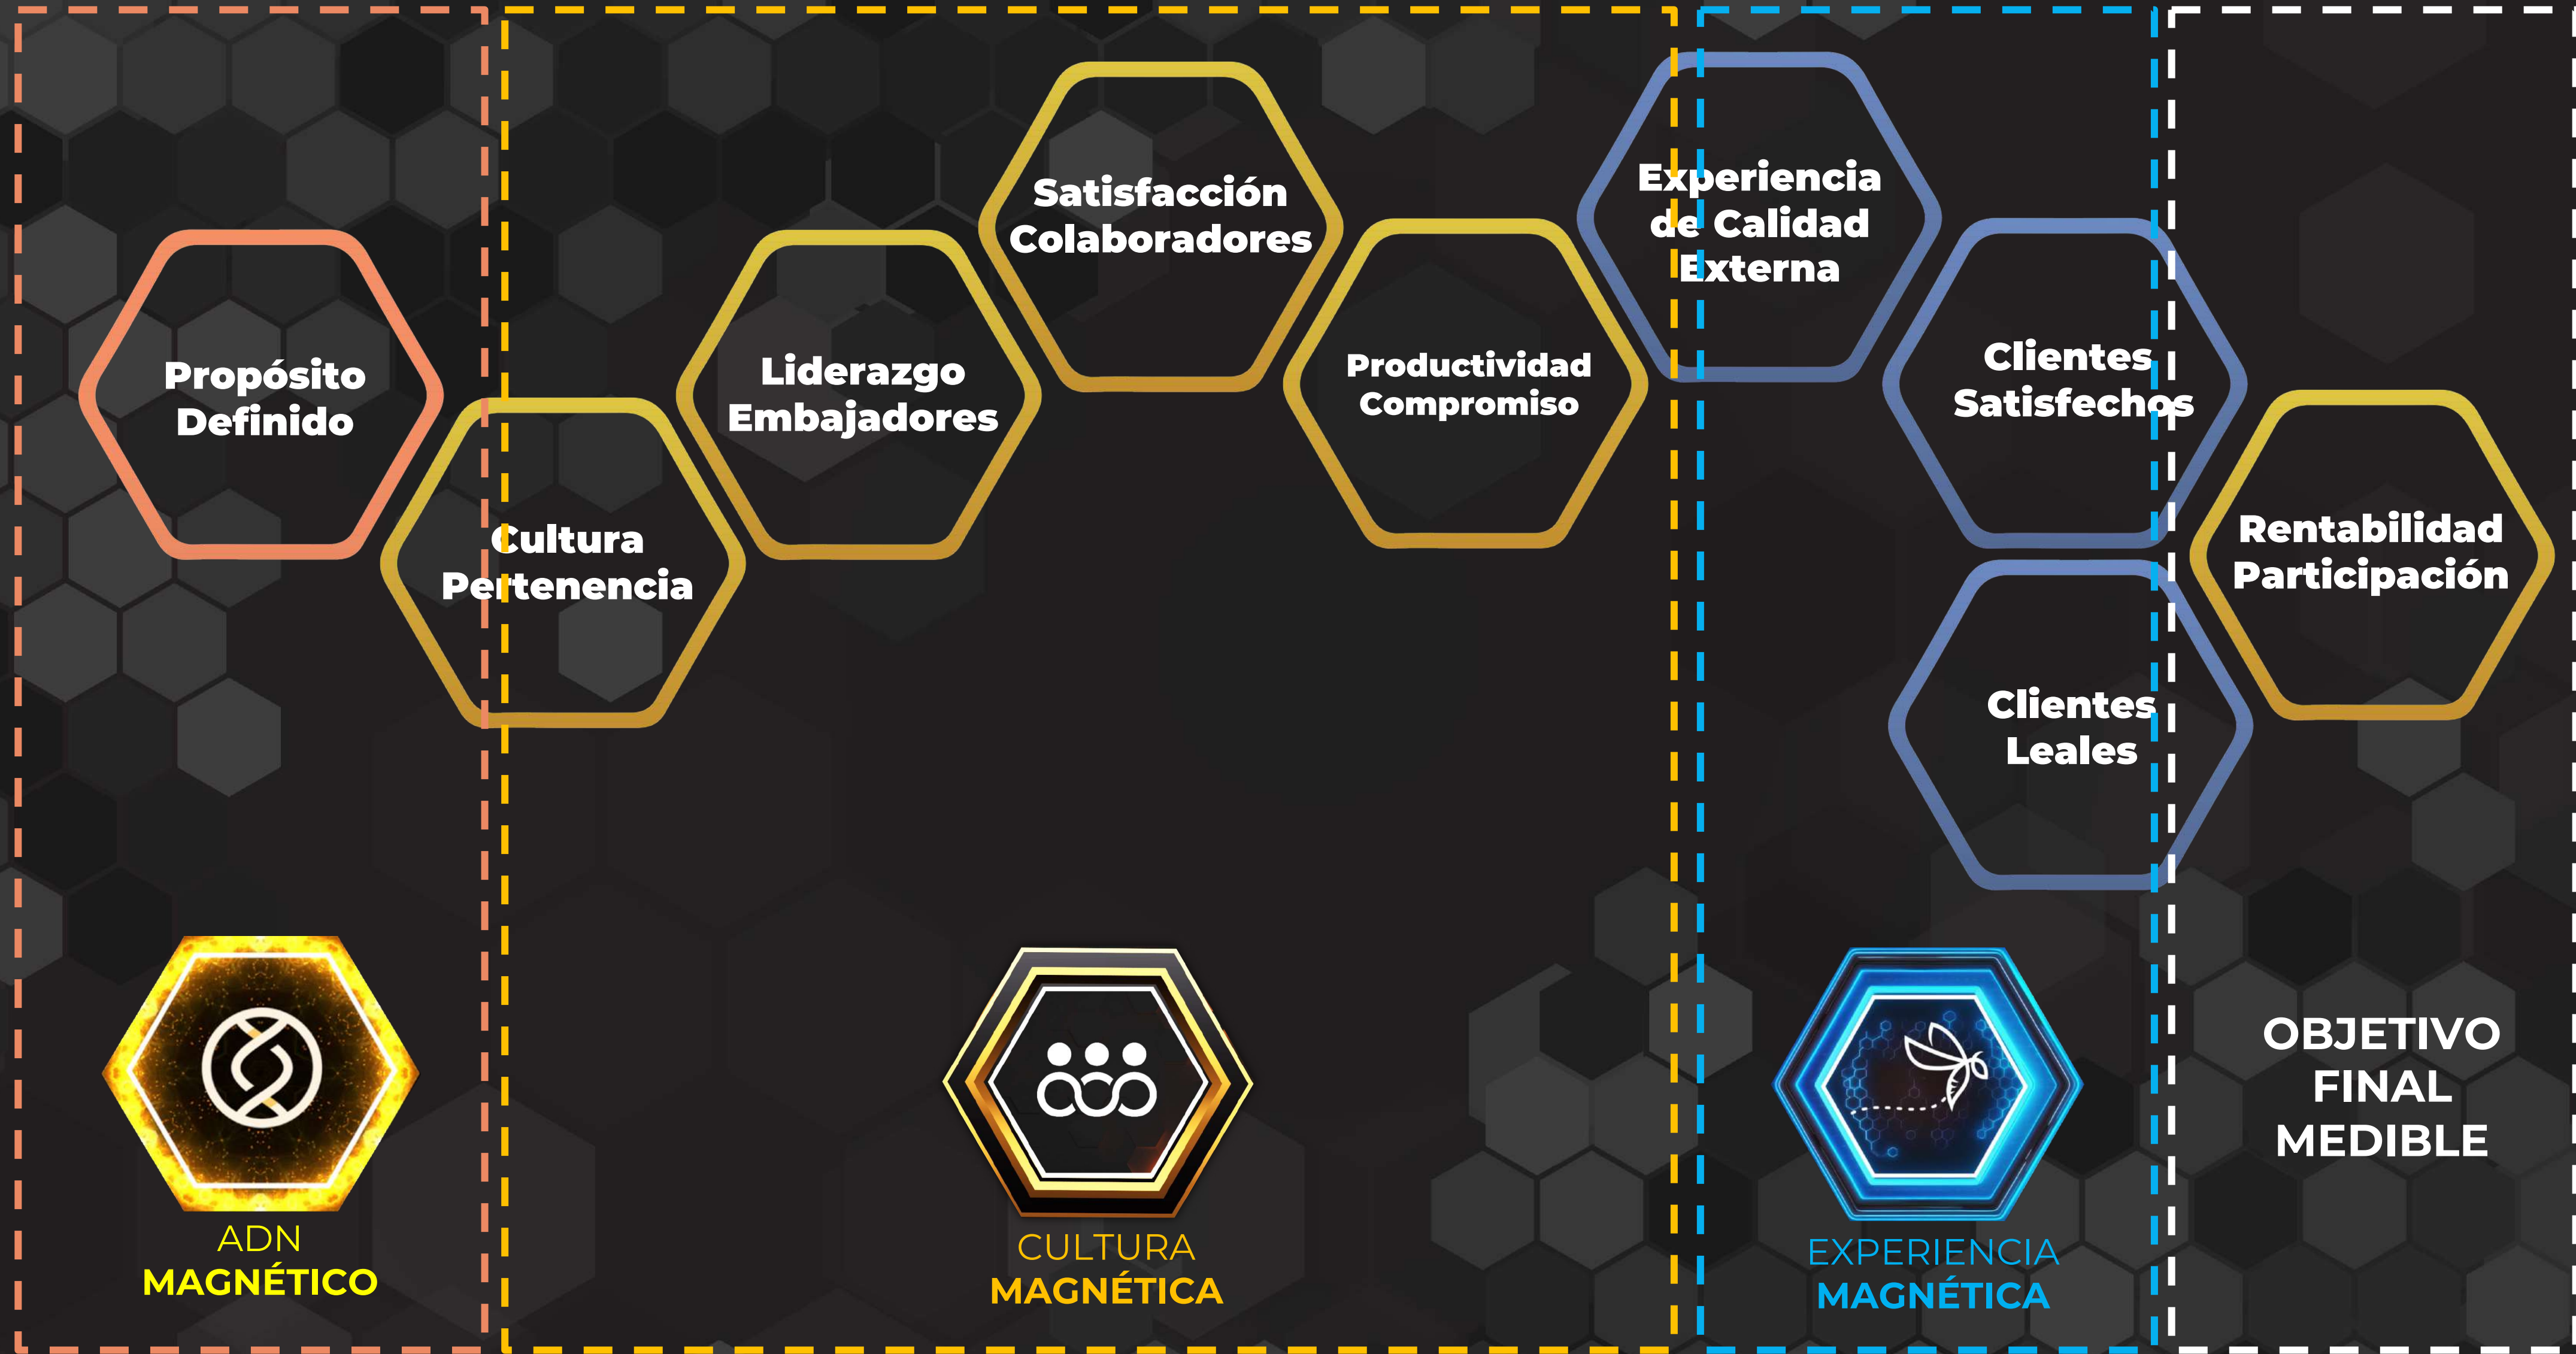 Propósito
Definido
Cultura
Pertenencia
Liderazgo
Embajadores
Satisfacción
Colaboradores
Productividad
Compromiso
Experiencia
de Calidad
Externa
Clientes
Satisfechos
Clientes
Leales
Rentabilidad
Participación
ADN
MAGNÉTICO
CULTURA
MAGNÉTICA
EXPERIENCIA
MAGNÉTICA
OBJETIVO
FINAL
MEDIBLE